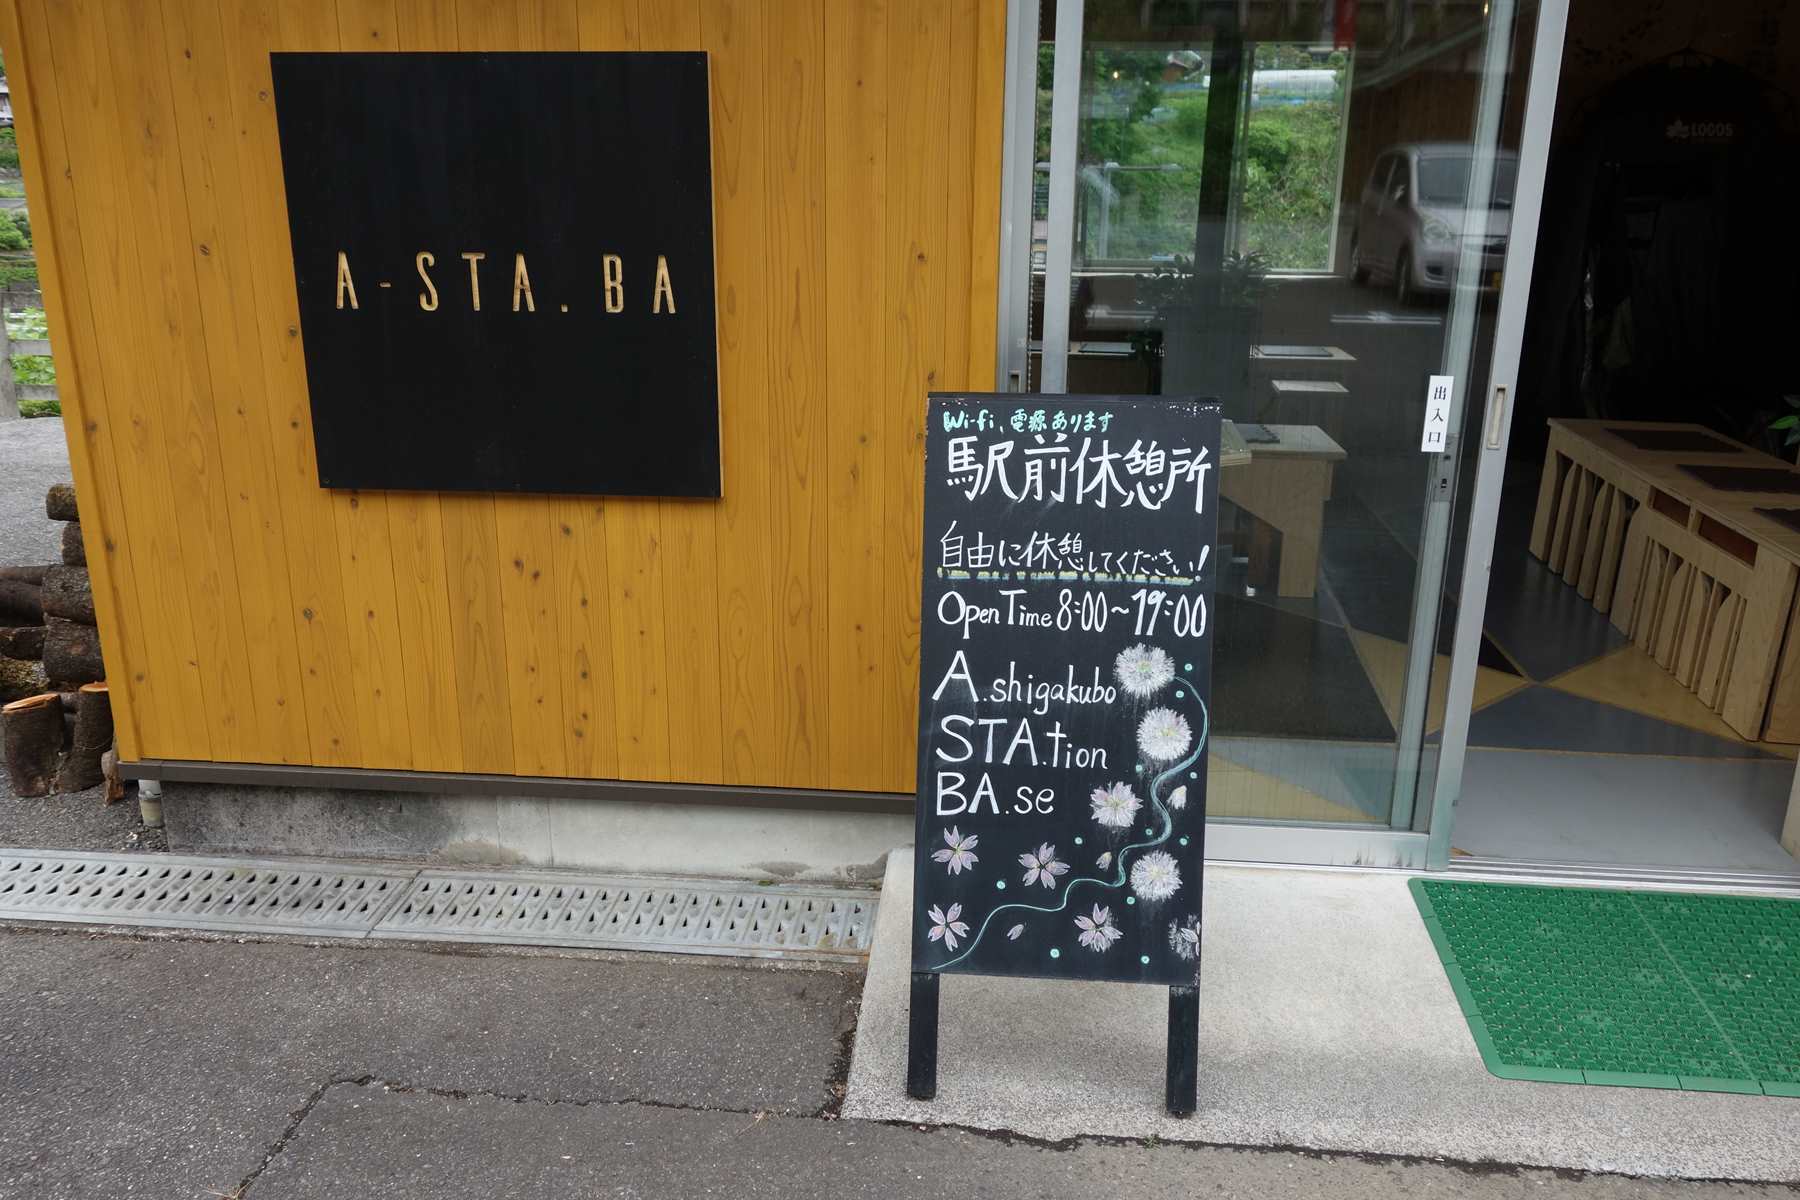 A-STA.BA
Wi-fi、電源あります
駅前休憩所
自由に休憩してください!
Open Time 8:00~19:00
A.shigakubo
STA.tion
BA.se
出入口
LOGOS